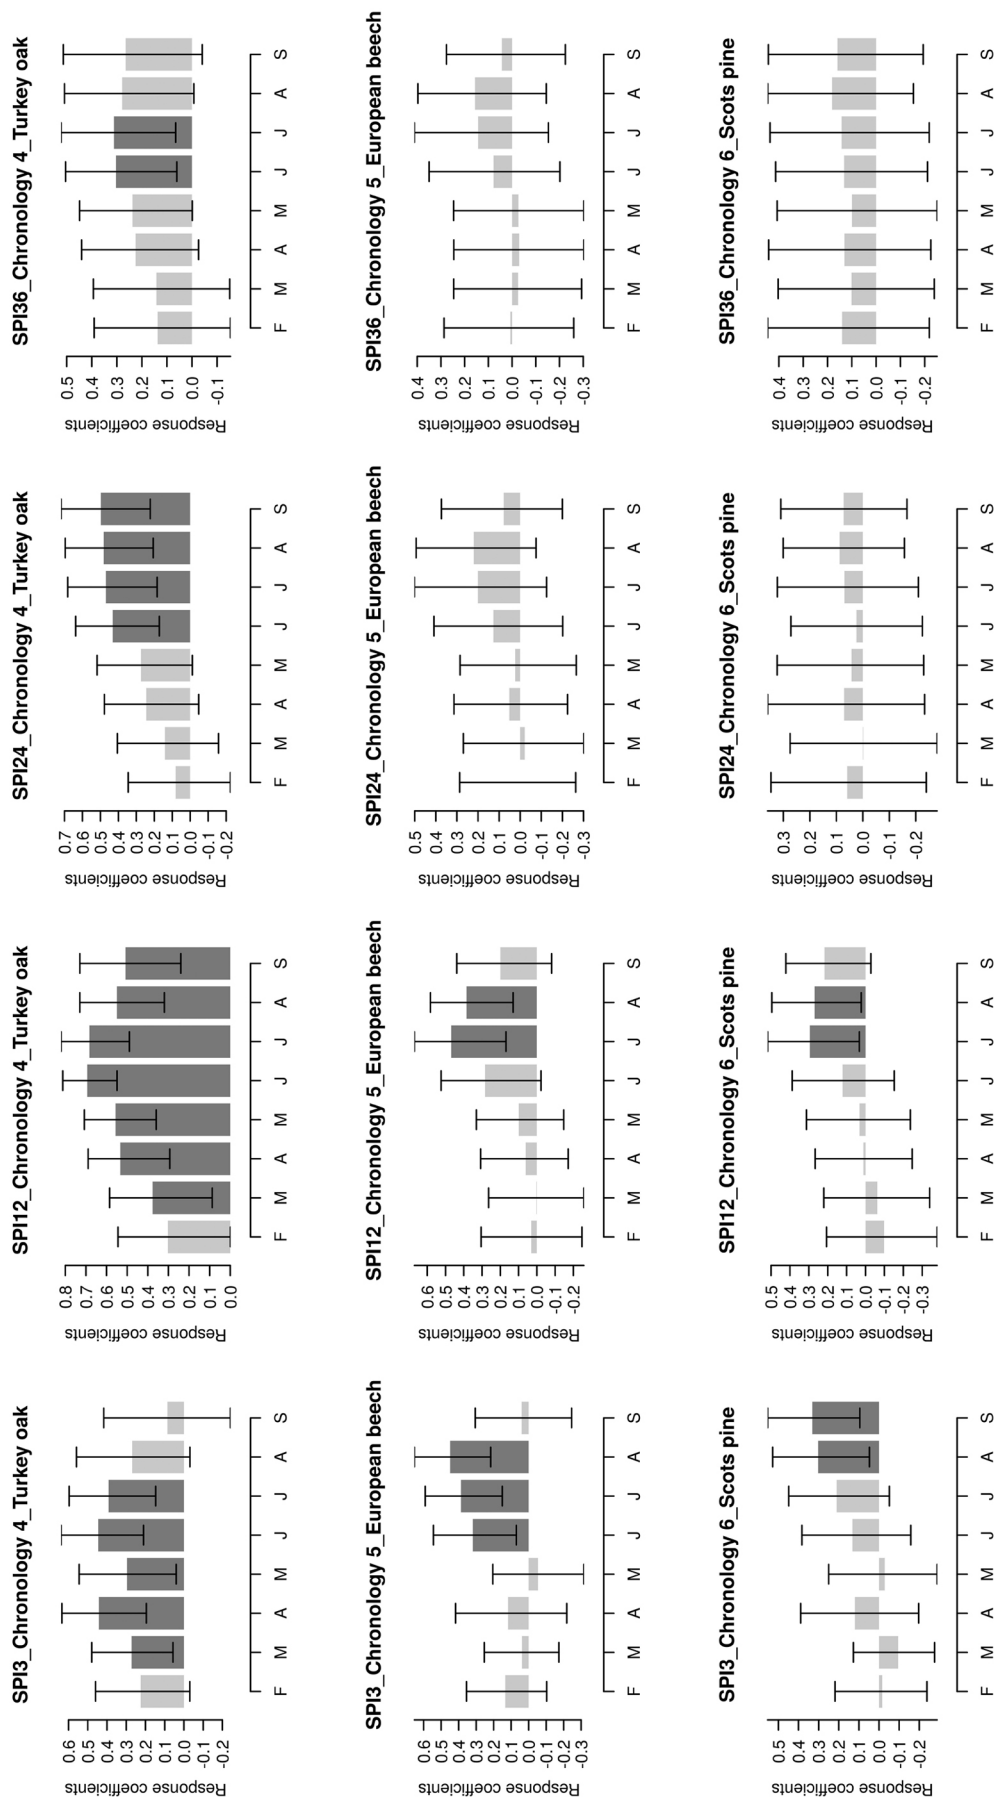 SPI3_Chronology 4_Turkey oak
Response coefficients
0.6
0.5
0.4
0.3
0.2
0.1
0.0
-0.1
-0.2
F M A M J J A S
SPI12_Chronology 4_Turkey oak
Response coefficients
0.8
0.7
0.6
0.5
0.4
0.3
0.2
0.1
0.0
F M A M J J A S
SPI24_Chronology 4_Turkey oak
Response coefficients
0.7
0.6
0.5
0.4
0.3
0.2
0.1
0.0
-0.1
-0.2
F M A M J J A S
SPI36_Chronology 4_Turkey oak
Response coefficients
0.5
0.4
0.3
0.2
0.1
0.0
-0.1
F M A M J J A S
SPI3_Chronology 5_European beech
Response coefficients
0.6
0.5
0.4
0.3
0.2
0.1
0.0
-0.1
-0.2
-0.3
F M A M J J A S
SPI12_Chronology 5_European beech
Response coefficients
0.6
0.5
0.4
0.3
0.2
0.1
0.0
-0.1
-0.2
F M A M J J A S
SPI24_Chronology 5_European beech
Response coefficients
0.5
0.4
0.3
0.2
0.1
0.0
-0.1
-0.2
-0.3
F M A M J J A S
SPI36_Chronology 5_European beech
Response coefficients
0.4
0.3
0.2
0.1
0.0
-0.1
-0.2
-0.3
F M A M J J A S
SPI3_Chronology 6_Scots pine
Response coefficients
0.5
0.4
0.3
0.2
0.1
0.0
-0.1
-0.2
F M A M J J A S
SPI12_Chronology 6_Scots pine
Response coefficients
0.5
0.4
0.3
0.2
0.1
0.0
-0.1
-0.2
-0.3
F M A M J J A S
SPI24_Chronology 6_Scots pine
Response coefficients
0.3
0.2
0.1
0.0
-0.1
-0.2
F M A M J J A S
SPI36_Chronology 6_Scots pine
Response coefficients
0.4
0.3
0.2
0.1
0.0
-0.1
-0.2
F M A M J J A S